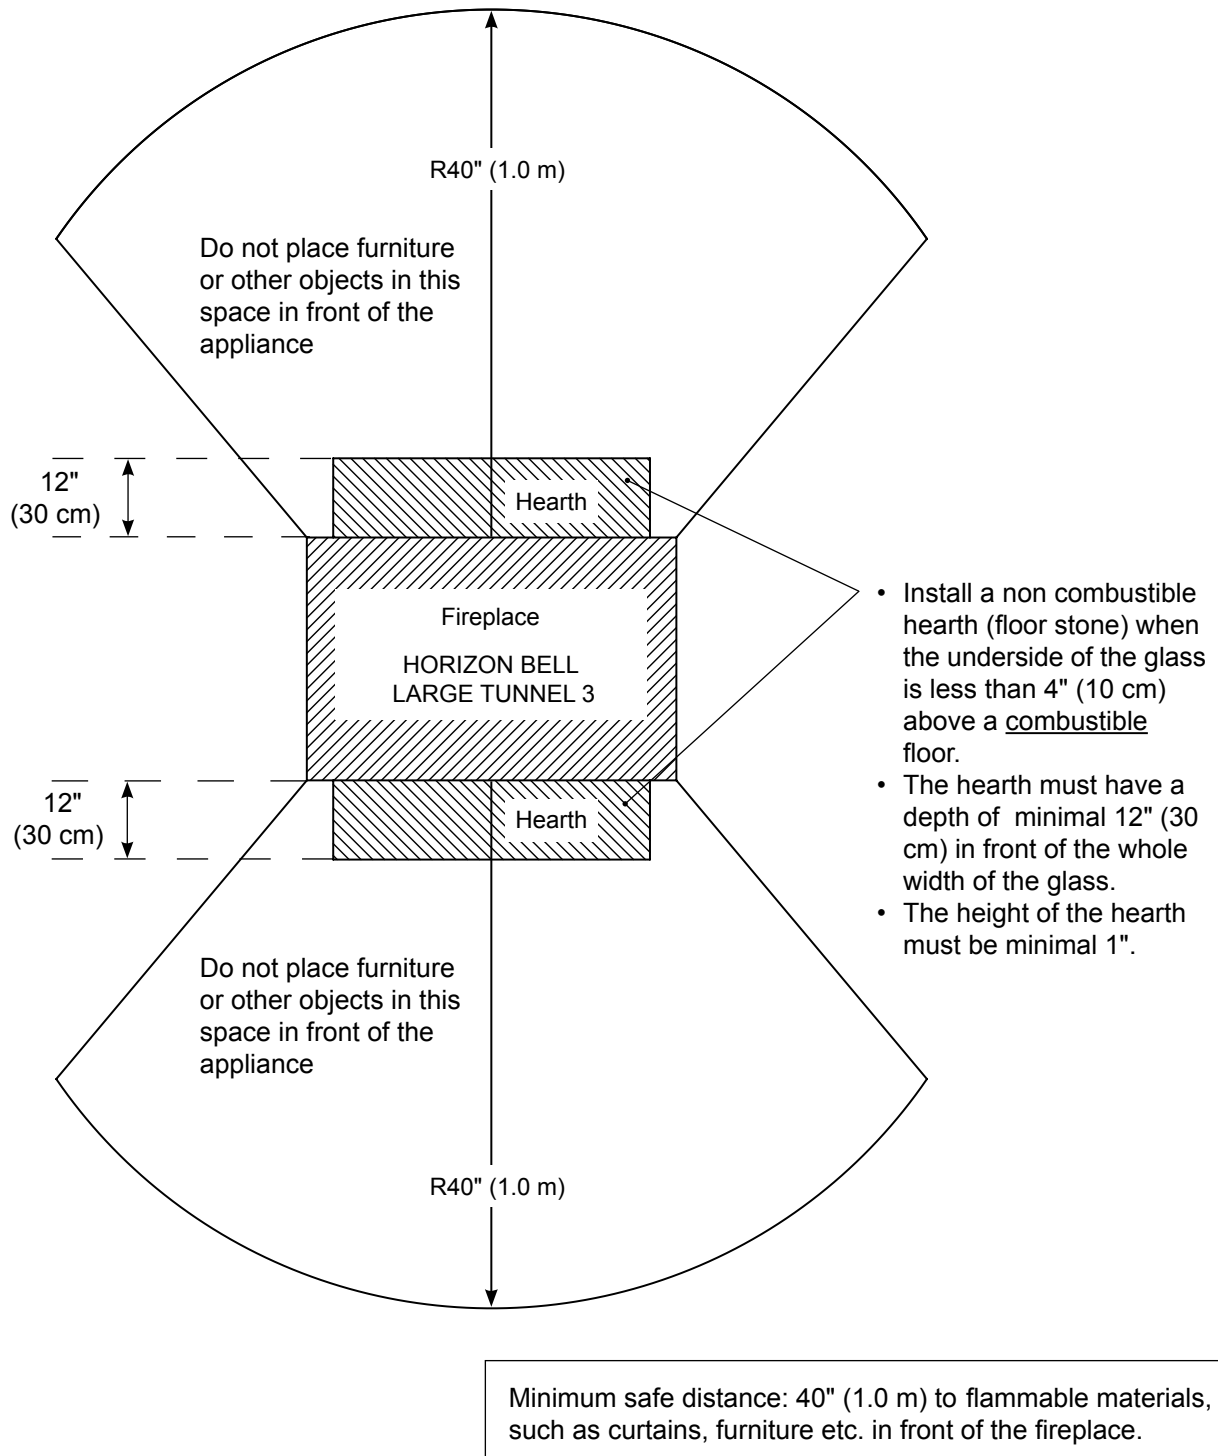 R40" (1.0 m)
Do not place furniture
or other objects in this
space in front of the
appliance
12"
(30 cm)
Hearth
Fireplace
HORIZON BELL
LARGE TUNNEL 3
• Install a non combustible
hearth (floor stone) when
the underside of the glass
is less than 4" (10 cm)
above a combustible
floor.
• The hearth must have a
depth of  minimal 12" (30
cm) in front of the whole
width of the glass.
• The height of the hearth
must be minimal 1".
12"
(30 cm)
Hearth
Do not place furniture
or other objects in this
space in front of the
appliance
R40" (1.0 m)
Minimum safe distance: 40" (1.0 m) to flammable materials,
such as curtains, furniture etc. in front of the fireplace.